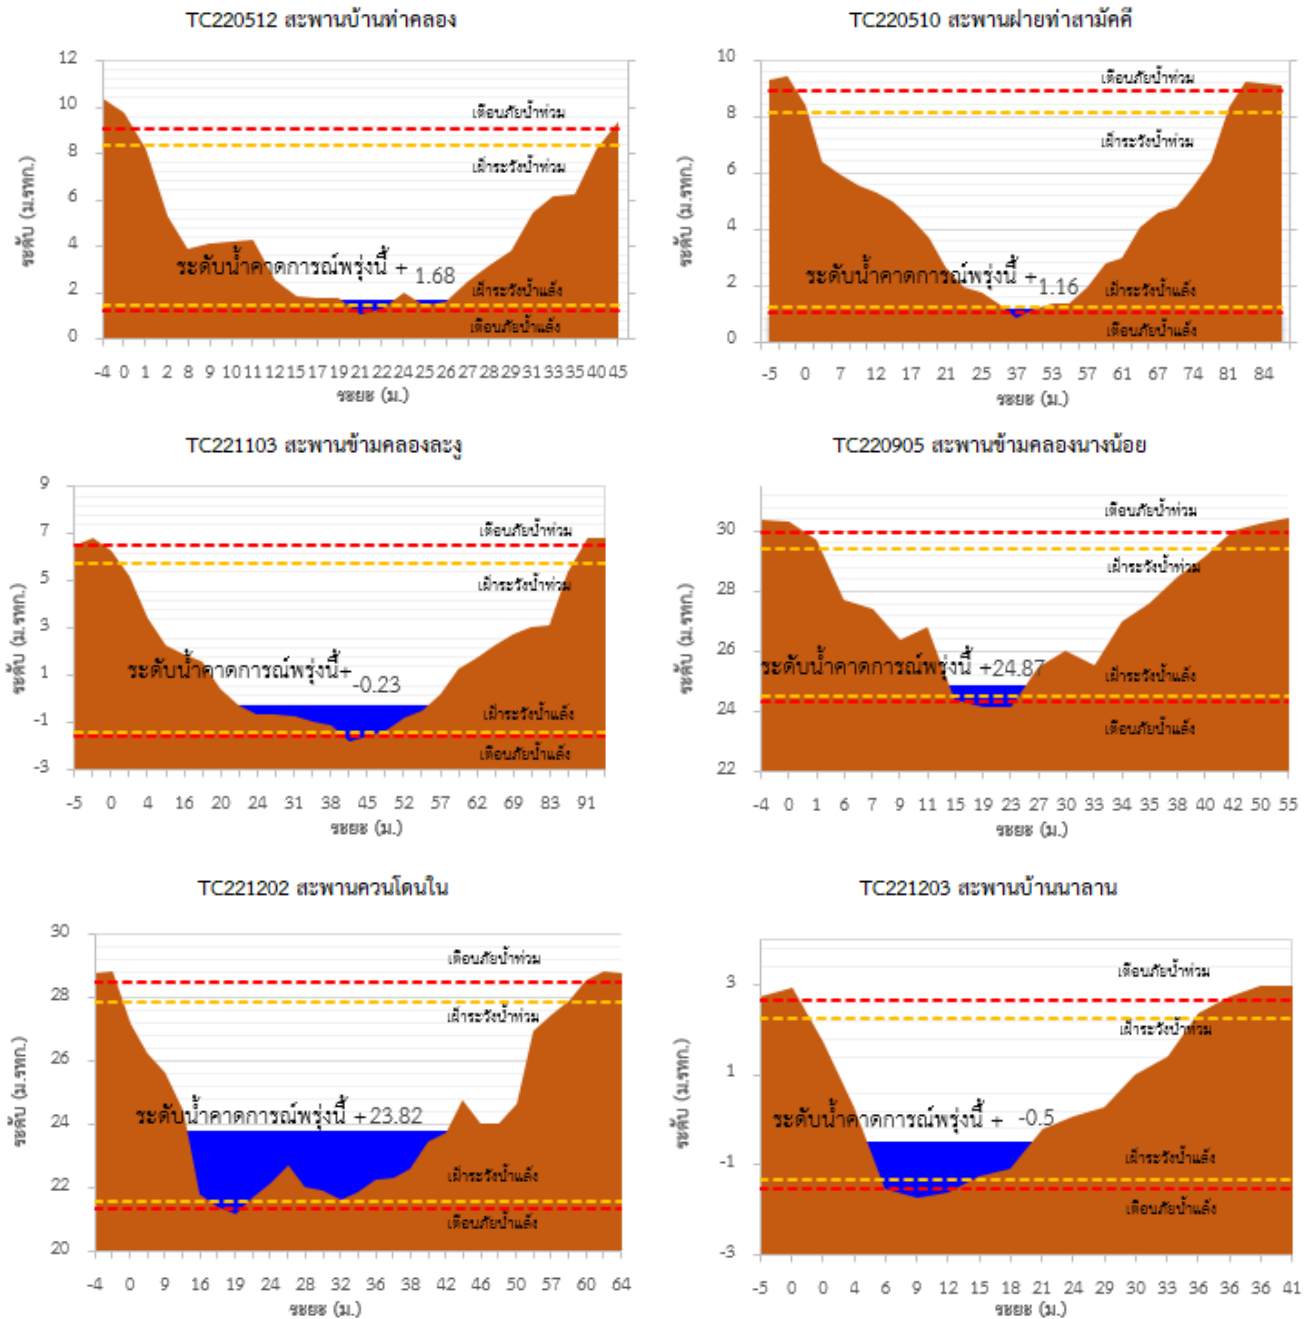 TC220512 สะพานบ้านท่าคลอง
12
10
8
6
4
2
0
ระดับ (ม.รทก.)
เตือนภัยน้ำท่วม
เฝ้าระวังน้ำท่วม
ระดับน้ำคาดการณ์พรุ่งนี้ + 1.68
เฝ้าระวังน้ำแล้ง
เตือนภัยน้ำแล้ง
-4 0 1 2 8 9 10 11 12 15 17 19 21 22 24 25 26 27 28 29 31 33 35 40 45
ระยะ (ม.)
TC220510 สะพานฝายท่าสามัคคี
10
8
6
4
2
0
ระดับ (ม.รทก.)
เตือนภัยน้ำท่วม
เฝ้าระวังน้ำท่วม
ระดับน้ำคาดการณ์พรุ่งนี้ + 1.16
เฝ้าระวังน้ำแล้ง
เตือนภัยน้ำแล้ง
-5 0 7 12 17 21 25 37 53 57 61 67 74 81 84
ระยะ (ม.)
TC221103 สะพานข้ามคลองละงู
9
7
5
3
1
-1
-3
ระดับ (ม.รทก.)
เตือนภัยน้ำท่วม
เฝ้าระวังน้ำท่วม
ระดับน้ำคาดการณ์พรุ่งนี้+ -0.23
เฝ้าระวังน้ำแล้ง
เตือนภัยน้ำแล้ง
-5 0 4 16 20 24 31 38 45 52 57 62 69 83 91
ระยะ (ม.)
TC220905 สะพานข้ามคลองนางน้อย
30
28
26
24
22
ระดับ (ม.รทก.)
เตือนภัยน้ำท่วม
เฝ้าระวังน้ำท่วม
ระดับน้ำคาดการณ์พรุ่งนี้ +24.87
เฝ้าระวังน้ำแล้ง
เตือนภัยน้ำแล้ง
-4 0 1 6 7 9 11 15 19 23 27 30 33 34 35 38 40 42 50 55
ระยะ (ม.)
TC221202 สะพานควนโดนใน
30
28
26
24
22
20
ระดับ (ม.รทก.)
เตือนภัยน้ำท่วม
เฝ้าระวังน้ำท่วม
ระดับน้ำคาดการณ์พรุ่งนี้ +23.82
เฝ้าระวังน้ำแล้ง
เตือนภัยน้ำแล้ง
-4 0 9 16 19 24 28 32 36 38 42 46 50 57 60 64
ระยะ (ม.)
TC221203 สะพานบ้านนาลาน
3
1
-1
-3
ระดับ (ม.รทก.)
เตือนภัยน้ำท่วม
เฝ้าระวังน้ำท่วม
ระดับน้ำคาดการณ์พรุ่งนี้ + -0.5
เฝ้าระวังน้ำแล้ง
เตือนภัยน้ำแล้ง
-5 0 0 4 6 9 12 15 18 21 24 29 30 33 36 36 38 41
ระยะ (ม.)